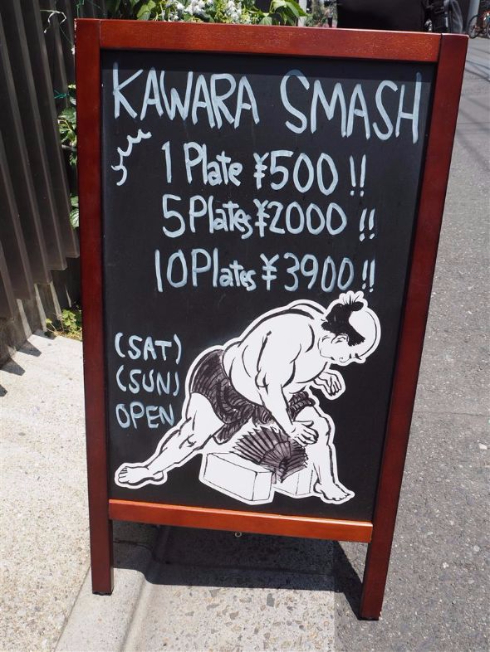 KAWARA SMASH
1 Plate ¥500!!
5 Plates ¥2000!!
10 Plates ¥3900!!
(SAT)
(SUN)
OPEN